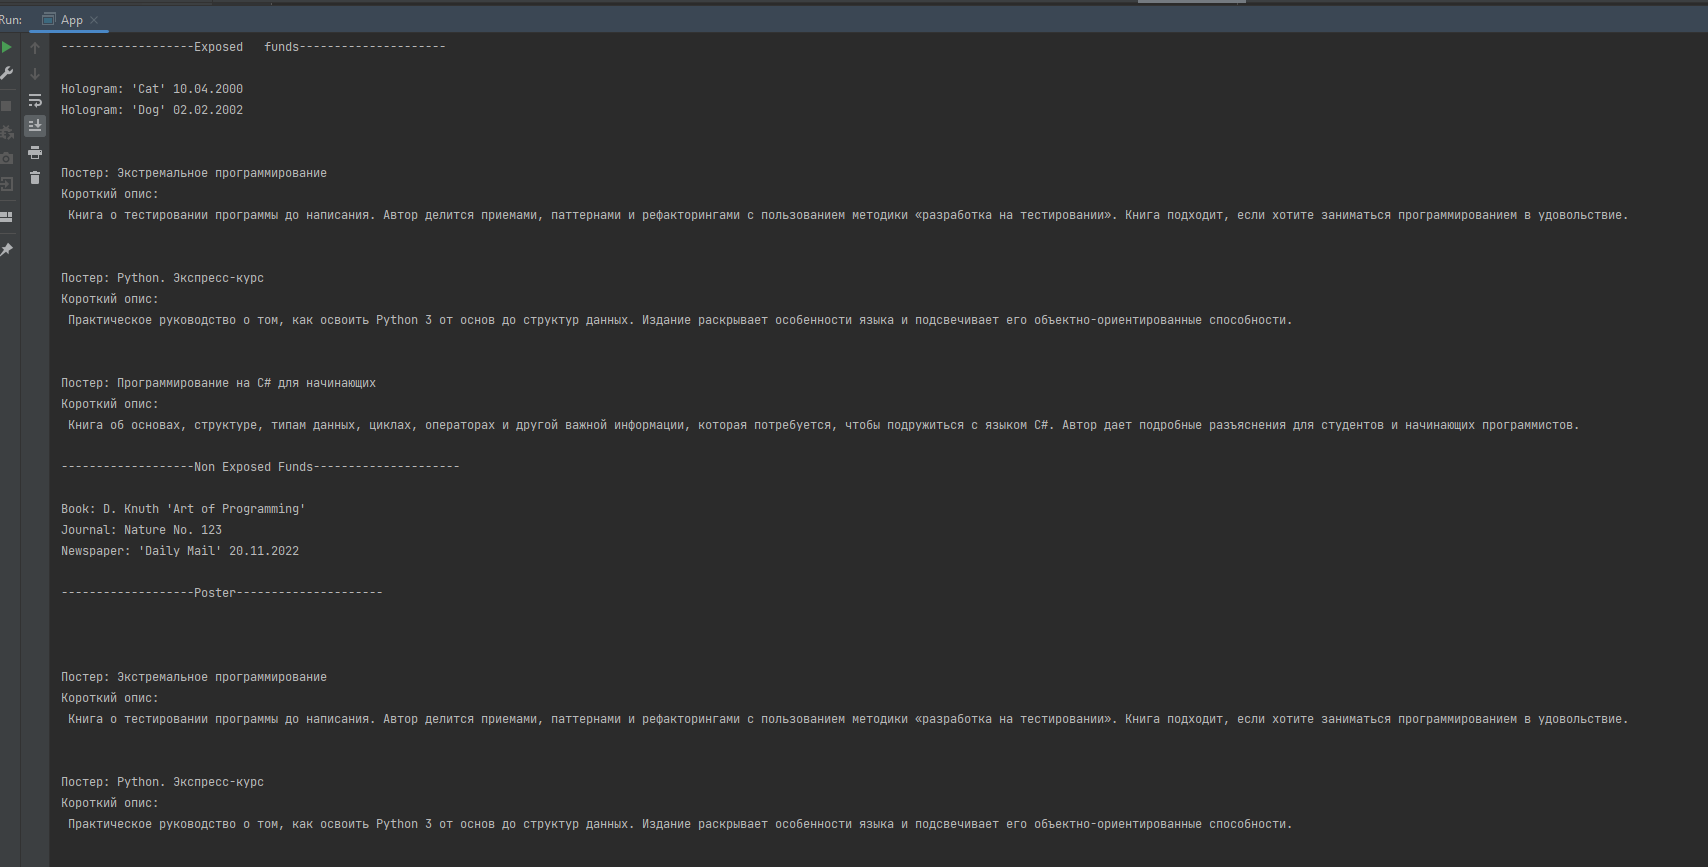 Run: App
-------------------Exposed   funds---------------------
Hologram: 'Cat' 10.04.2000
Hologram: 'Dog' 02.02.2002
Постер: Экстремальное программирование
Короткий опис:
Книга о тестировании программы до написания. Автор делится приемами, паттернами и рефакторингами с пользованием методики «разработка на тестировании». Книга подходит, если хотите заниматься программированием в удовольствие.
Постер: Python. Экспресс-курс
Короткий опис:
Практическое руководство о том, как освоить Python 3 от основ до структур данных. Издание раскрывает особенности языка и подсвечивает его объектно-ориентированные способности.
Постер: Программирование на C# для начинающих
Короткий опис:
Книга об основах, структуре, типам данных, циклах, операторах и другой важной информации, которая потребуется, чтобы подружиться с языком C#. Автор дает подробные разъяснения для студентов и начинающих программистов.
-------------------Non Exposed Funds---------------------
Book: D. Knuth 'Art of Programming'
Journal: Nature No. 123
Newspaper: 'Daily Mail' 20.11.2022
-------------------Poster---------------------
Постер: Экстремальное программирование
Короткий опис:
Книга о тестировании программы до написания. Автор делится приемами, паттернами и рефакторингами с пользованием методики «разработка на тестировании». Книга подходит, если хотите заниматься программированием в удовольствие.
Постер: Python. Экспресс-курс
Короткий опис:
Практическое руководство о том, как освоить Python 3 от основ до структур данных. Издание раскрывает особенности языка и подсвечивает его объектно-ориентированные способности.